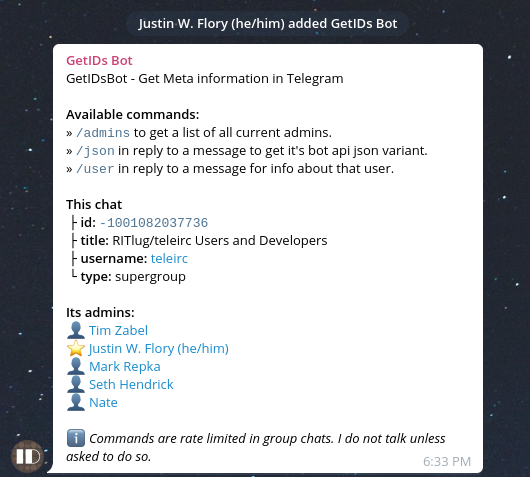 Justin W. Flory (he/him) added GetIDs Bot
GetIDs Bot
GetIDsBot - Get Meta information in Telegram
Available commands:
» /admins to get a list of all current admins.
» /json in reply to a message to get it's bot api json variant.
» /user in reply to a message for info about that user.
This chat
├ id: -1001082037736
├ title: RITlug/teleirc Users and Developers
├ username: teleirc
└ type: supergroup
Its admins:
Tim Zabel
Justin W. Flory (he/him)
Mark Repka
Seth Hendrick
Nate
Commands are rate limited in group chats. I do not talk unless
asked to do so.
6:33 PM